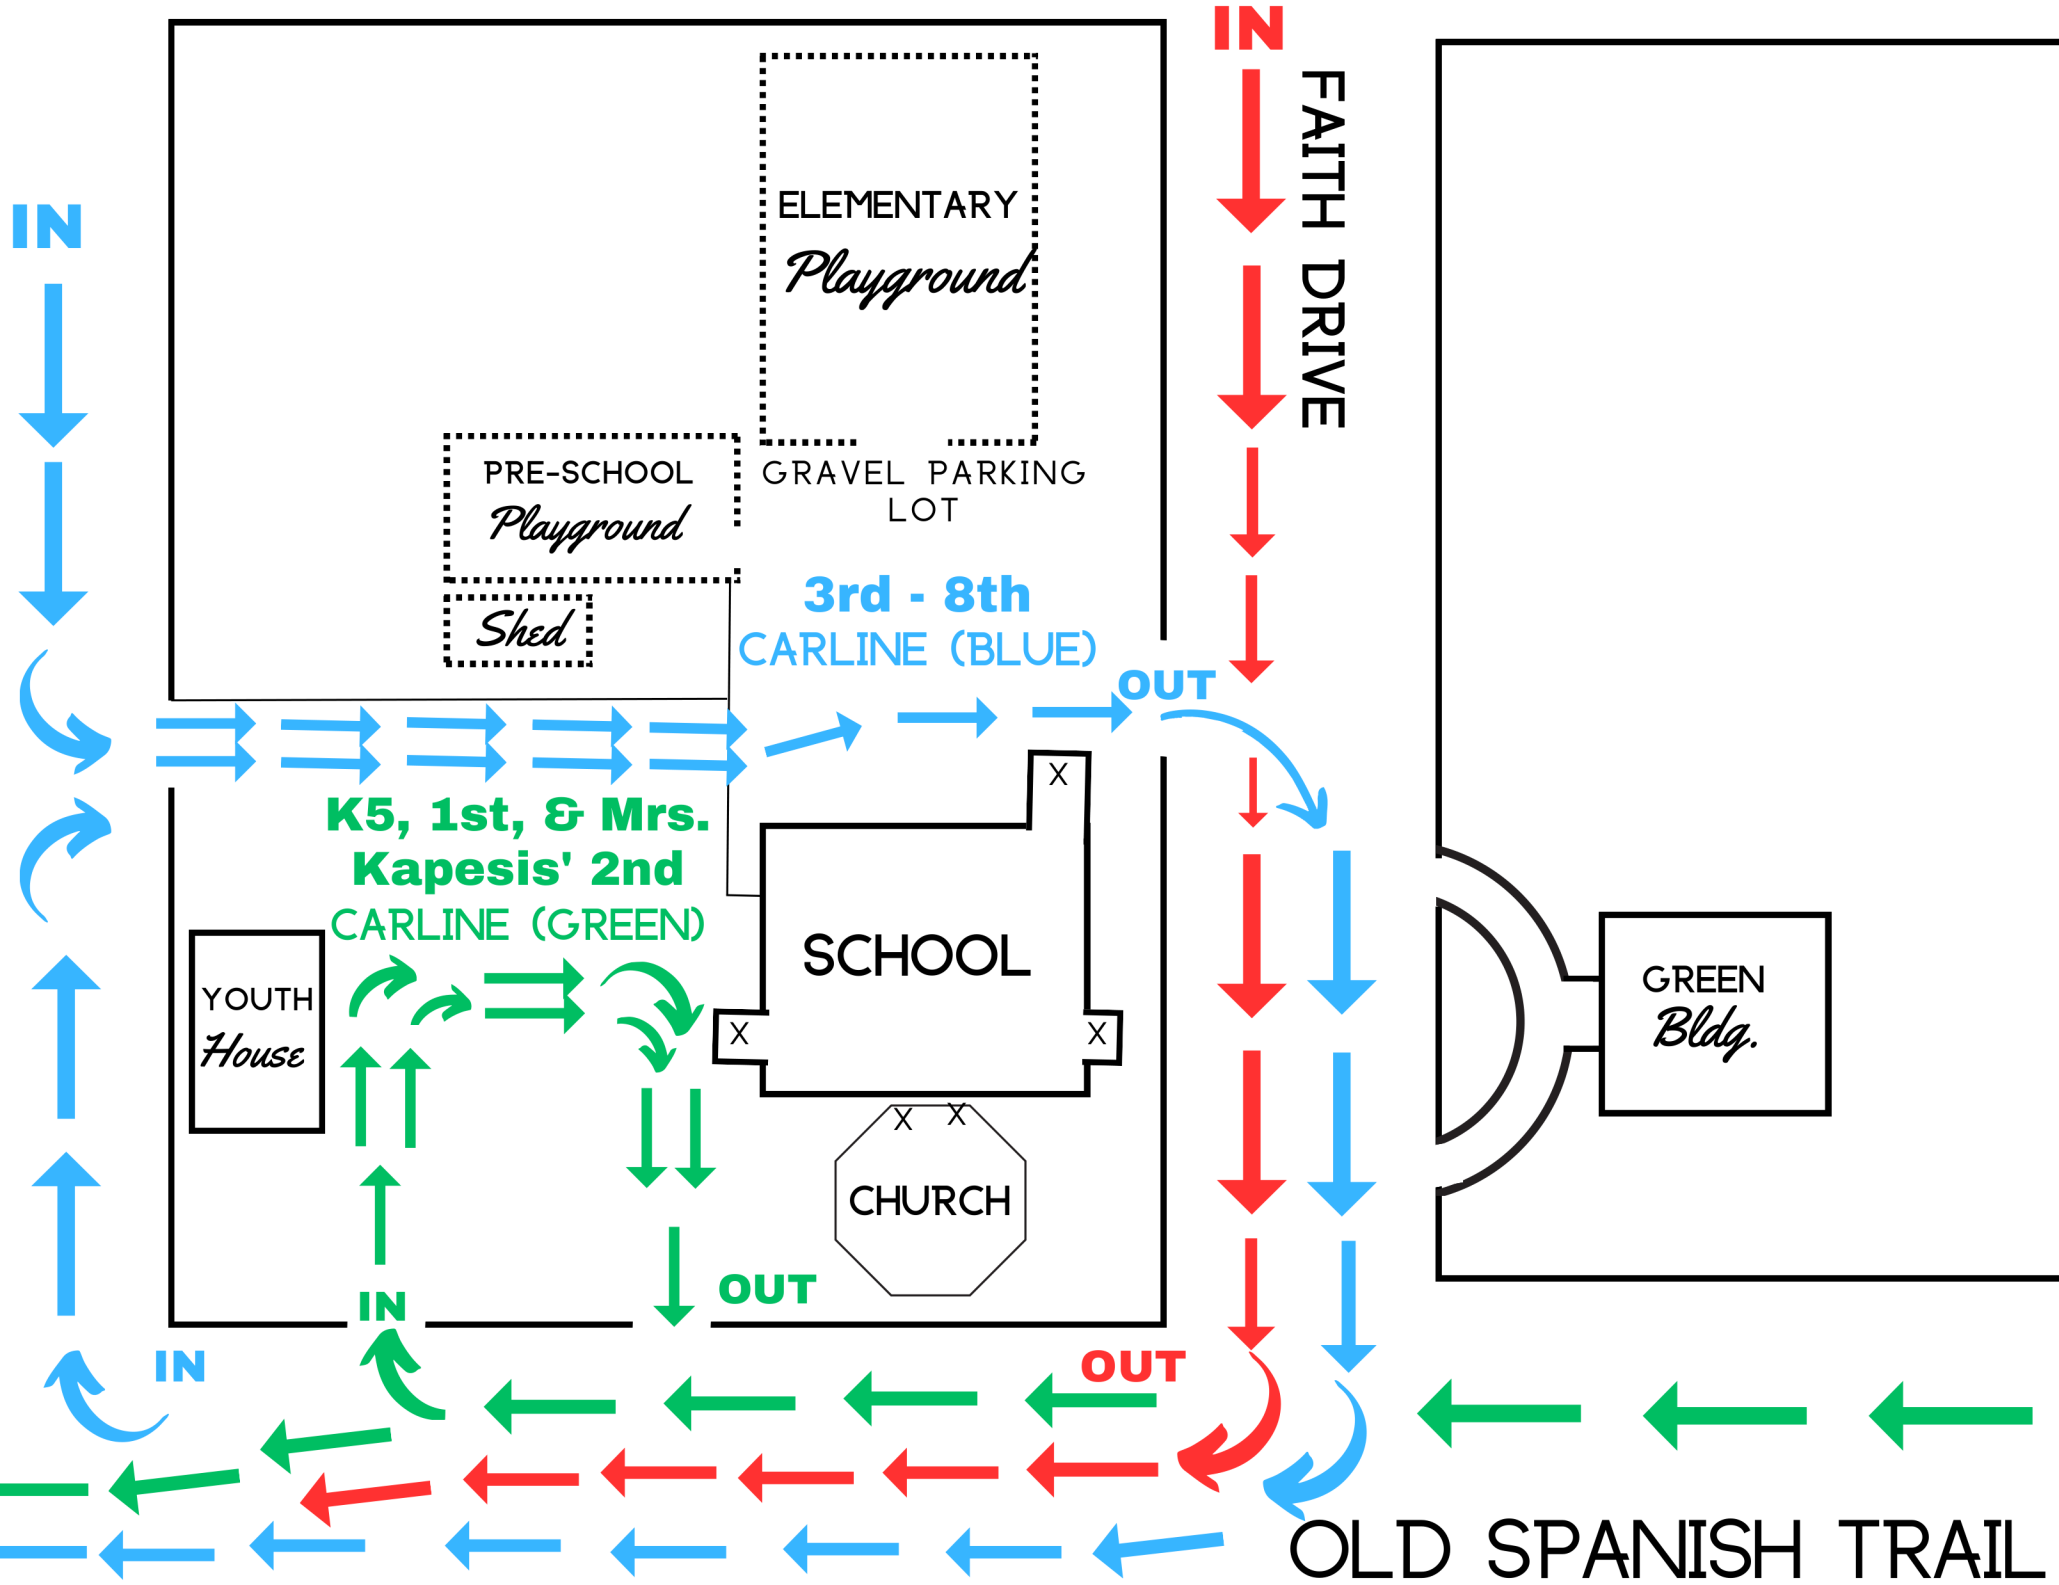 IN
FAITH DRIVE
IN
ELEMENTARY
Playground
PRE-SCHOOL
Playground
GRAVEL PARKING
LOT
Shed
3rd - 8th
CARLINE (BLUE)
OUT
X
K5, 1st, & Mrs.
Kapesis' 2nd
CARLINE (GREEN)
SCHOOL
YOUTH
House
GREEN
Bldg.
X
X
X
X
CHURCH
OUT
IN
IN
OUT
OLD SPANISH TRAIL